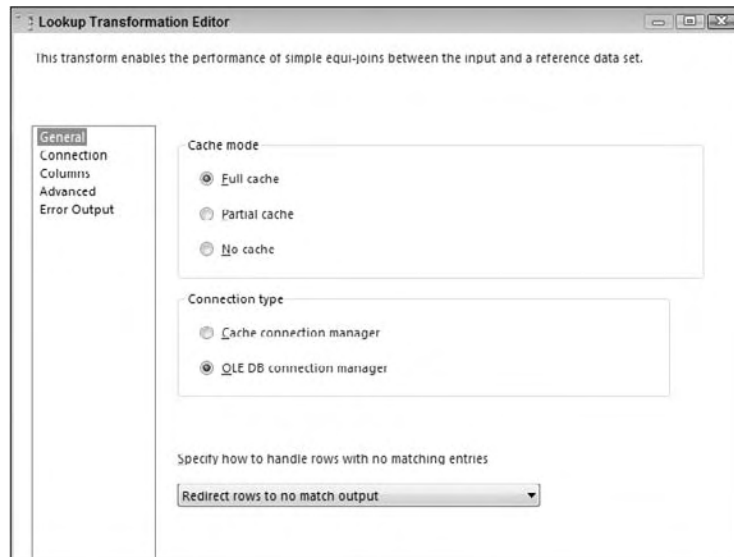 Lookup Transformation Editor
This transform enables the performance of simple equi-joins between the input and a reference data set.
General
Connection
Columns
Advanced
Error Output
Cache mode
Full cache
Partial cache
No cache
Connection type
Cache connection manager
OLE DB connection manager
Specify how to handle rows with no matching entries
Redirect rows to no match output